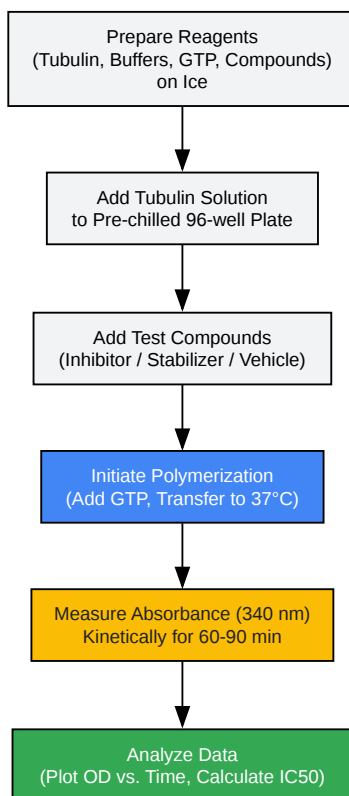 Prepare Reagents
(Tubulin, Buffers, GTP, Compounds)
on Ice
Add Tubulin Solution
to Pre-chilled 96-well Plate
Add Test Compounds
(Inhibitor / Stabilizer / Vehicle)
Initiate Polymerization
(Add GTP, Transfer to 37°C)
Measure Absorbance (340 nm)
Kinetically for 60-90 min
Analyze Data
(Plot OD vs. Time, Calculate IC50)